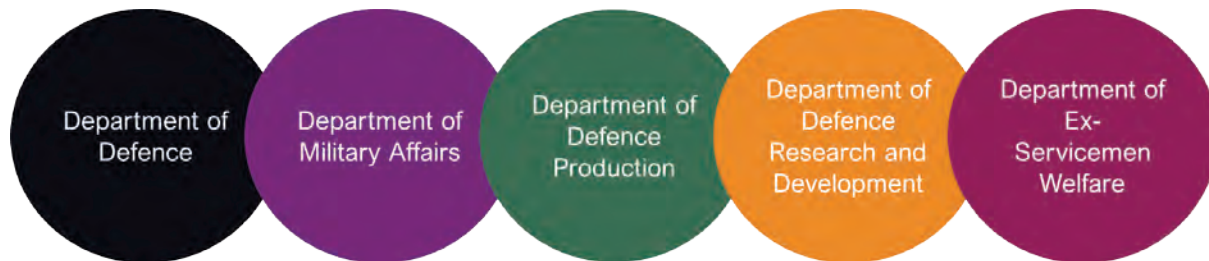 Department of
Defence
Department of
Military Affairs
Department of
Defence
Production
Department of
Defence
Research and
Development
Department of
Ex-
Servicemen
Welfare